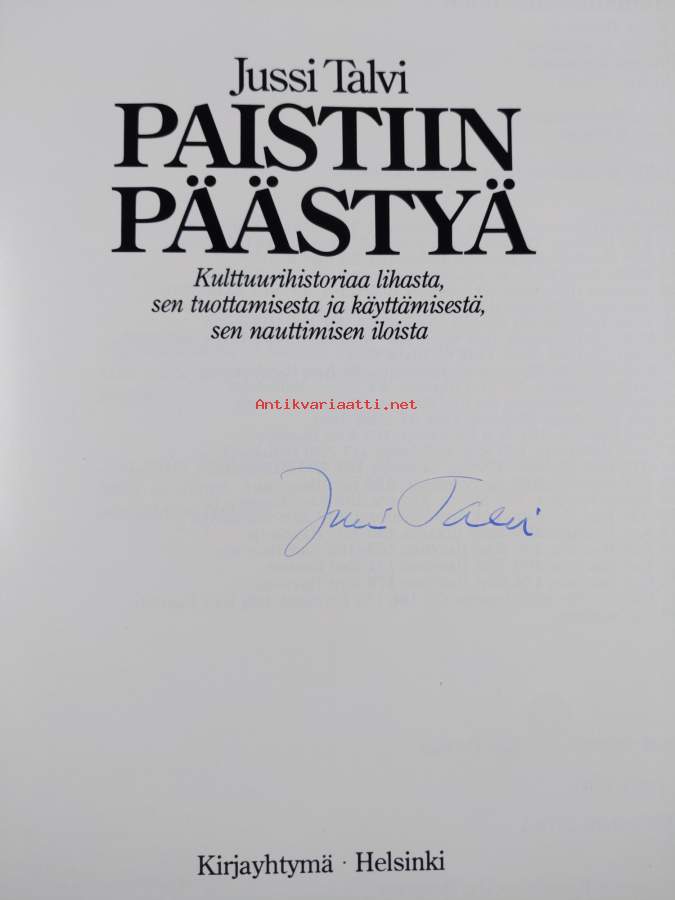 Jussi Talvi
PAISTIIN
PÄÄSTYÄ
Kulttuurihistoriaa lihasta,
sen tuottamisesta ja käyttämisestä,
sen nauttimisen iloista
Antikvariaatti.net
Jussi Talvi
Kirjayhtymä · Helsinki